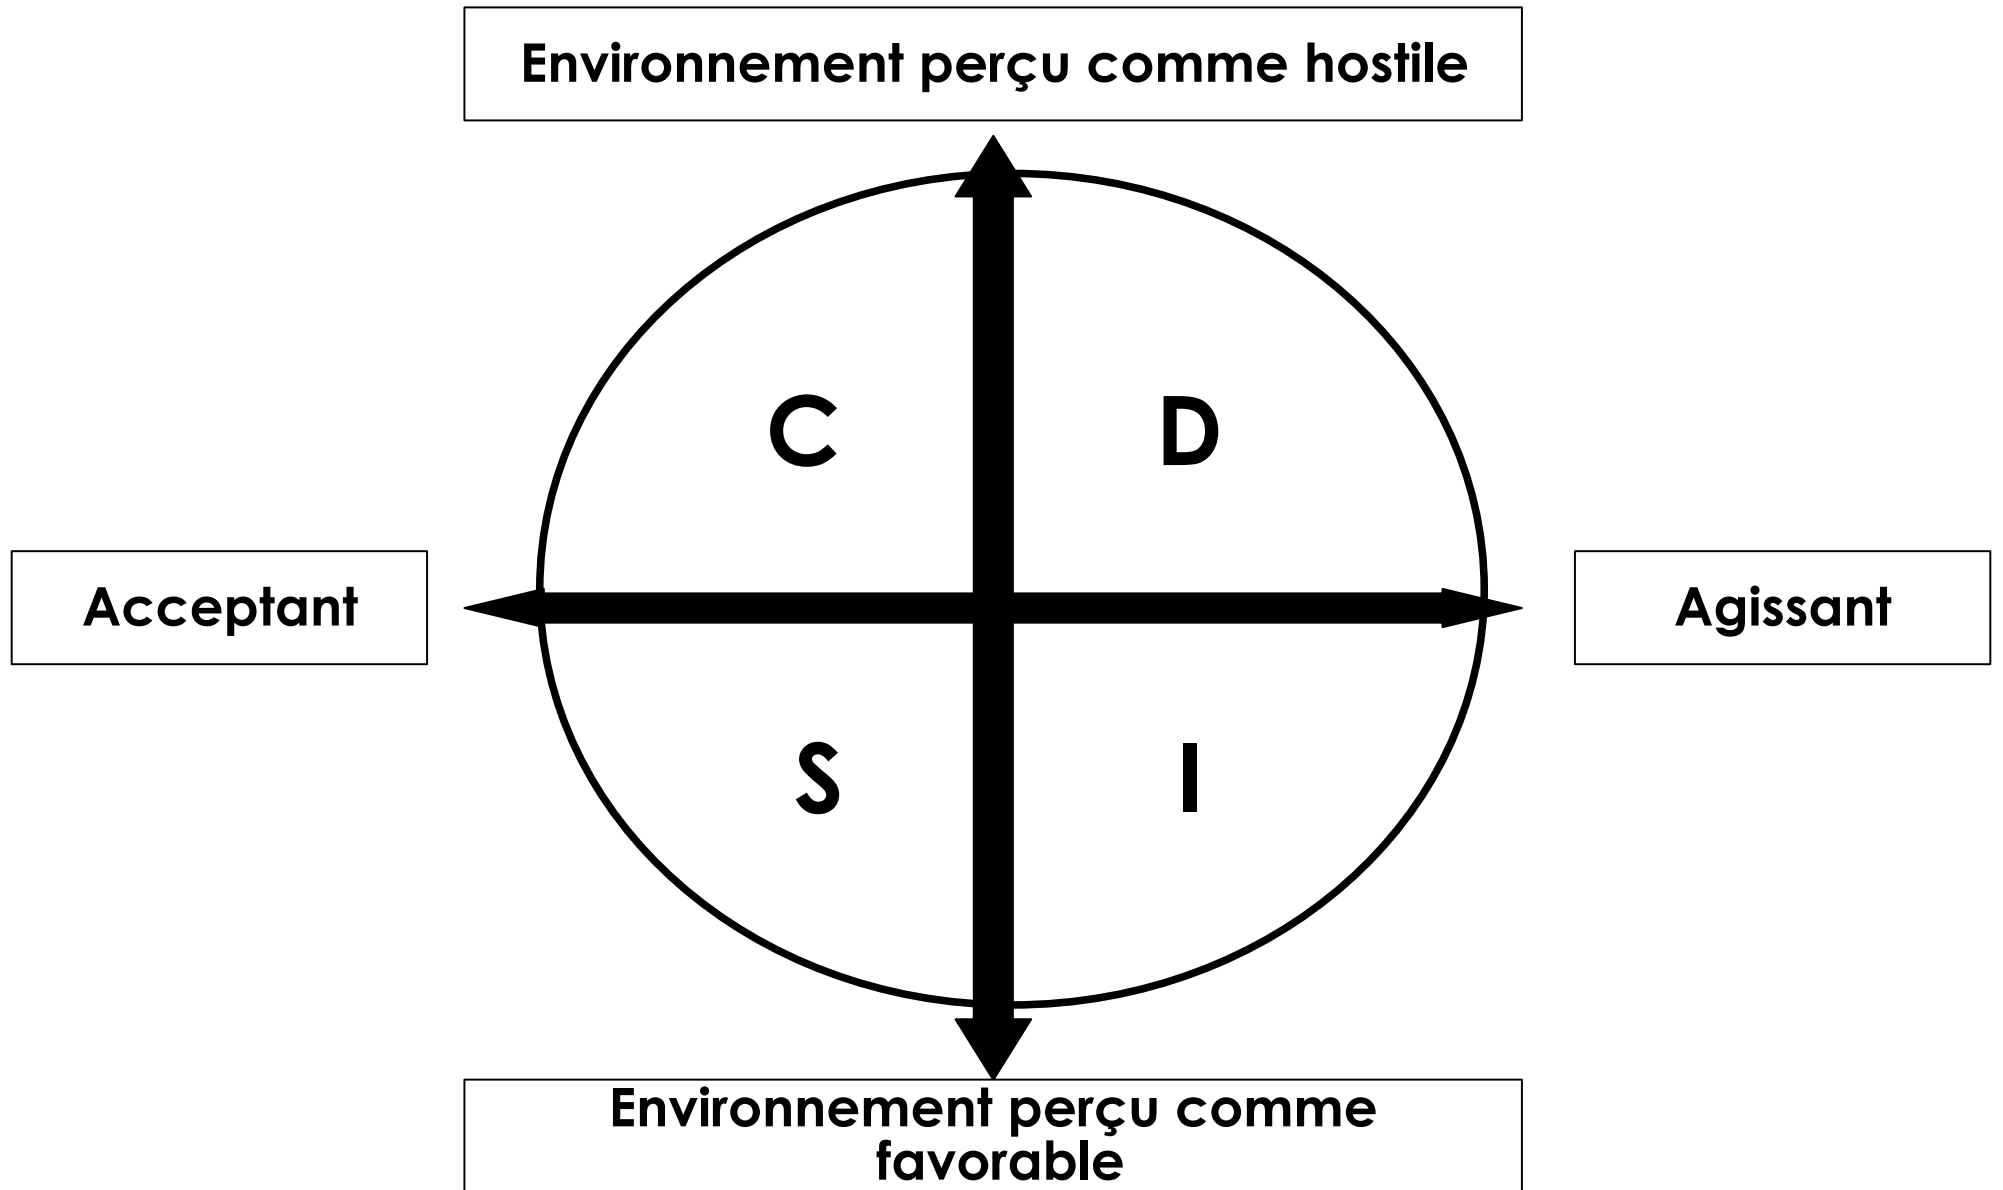 Environnement perçu comme hostile
C
D
Acceptant
Agissant
S
I
Environnement perçu comme
favorable